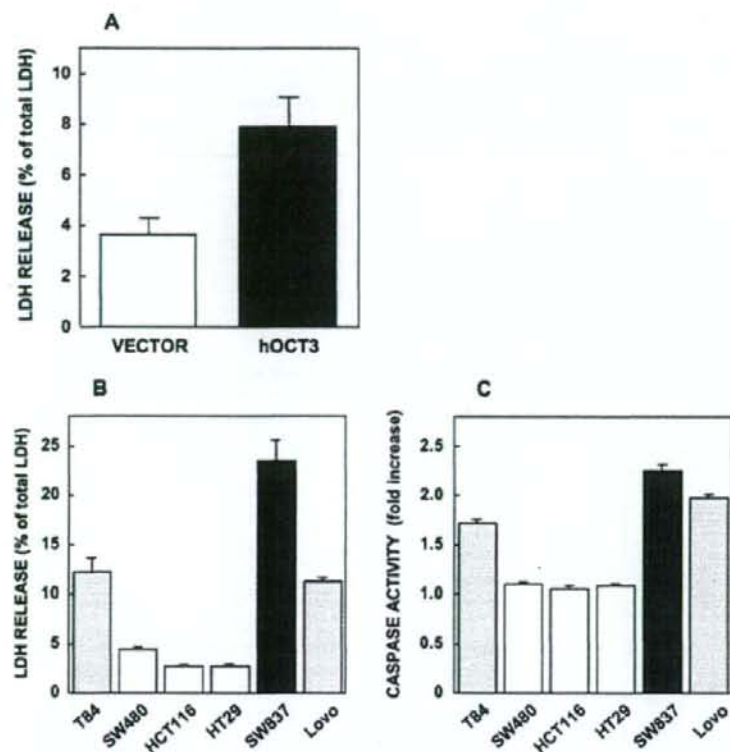 A
LDH RELEASE (% of total LDH)
10
8
6
4
2
0
VECTOR hOCT3
B
LDH RELEASE (% of total LDH)
25
20
15
10
5
0
T84 SW480 HCT116 HT29 SW837 Lovo
C
CASPASE ACTIVITY (fold increase)
2.5
2.0
1.5
1.0
0.5
0.0
T84 SW480 HCT116 HT29 SW837 Lovo